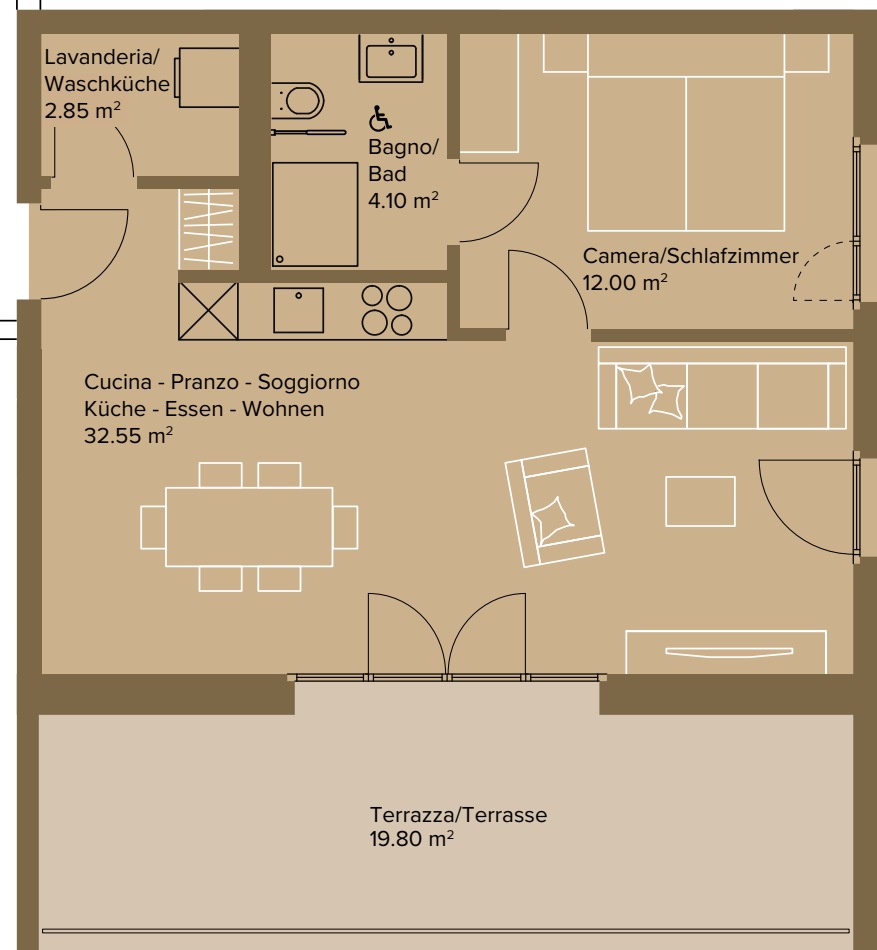 Lavanderia/
Waschküche
2.85 m²
Bagno/
Bad
4.10 m²
Camera/Schlafzimmer
12.00 m²
Cucina - Pranzo - Soggiorno
Küche - Essen - Wohnen
32.55 m²
Terrazza/Terrasse
19.80 m²